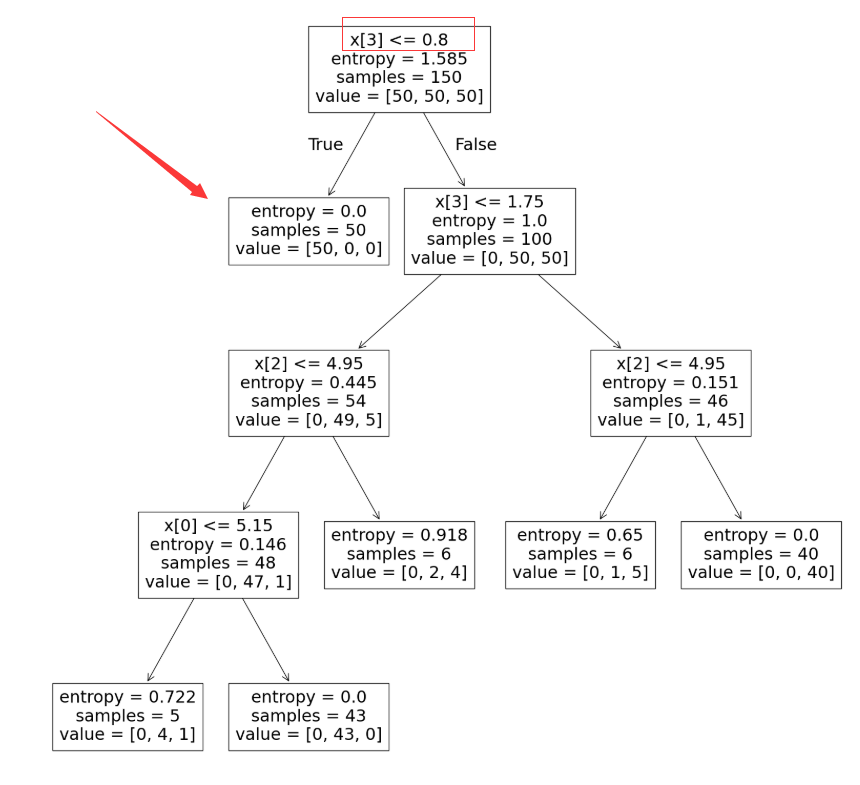 x[3] <= 0.8
entropy = 1.585
samples = 150
value = [50, 50, 50]
True
False
entropy = 0.0
samples = 50
value = [50, 0, 0]
x[3] <= 1.75
entropy = 1.0
samples = 100
value = [0, 50, 50]
x[2] <= 4.95
entropy = 0.445
samples = 54
value = [0, 49, 5]
x[2] <= 4.95
entropy = 0.151
samples = 46
value = [0, 1, 45]
x[0] <= 5.15
entropy = 0.146
samples = 48
value = [0, 47, 1]
entropy = 0.918
samples = 6
value = [0, 2, 4]
entropy = 0.65
samples = 6
value = [0, 1, 5]
entropy = 0.0
samples = 40
value = [0, 0, 40]
entropy = 0.722
samples = 5
value = [0, 4, 1]
entropy = 0.0
samples = 43
value = [0, 43, 0]